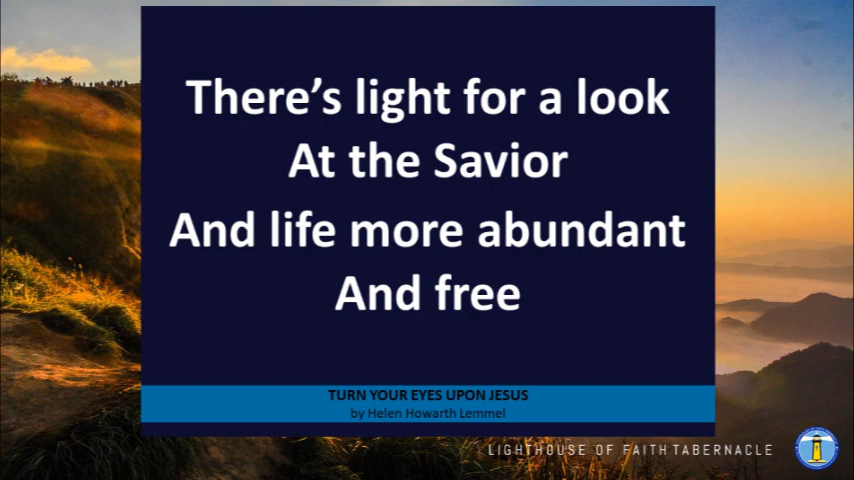 There's light for a look
At the Savior
And life more abundant
And free
TURN YOUR EYES UPON JESUS
by Helen Howarth Lemmel
LIGHTHOUSE OF FAITH TABERNACLE